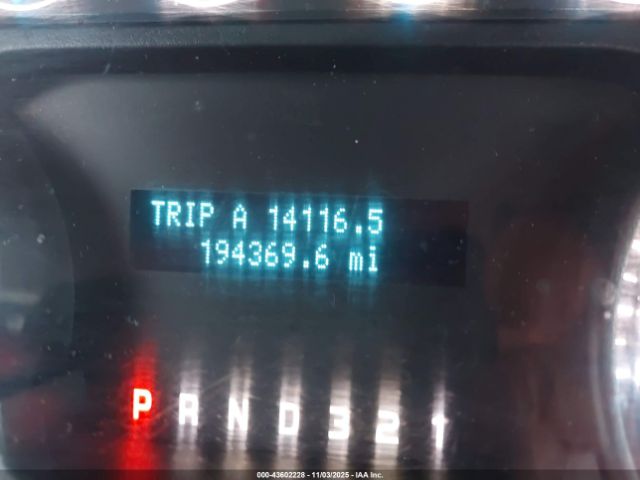 TRIP A 14116.5
194369.6 mi
P R N D 3 2 1
000-43602228 - 11/03/2025 - IAA Inc.